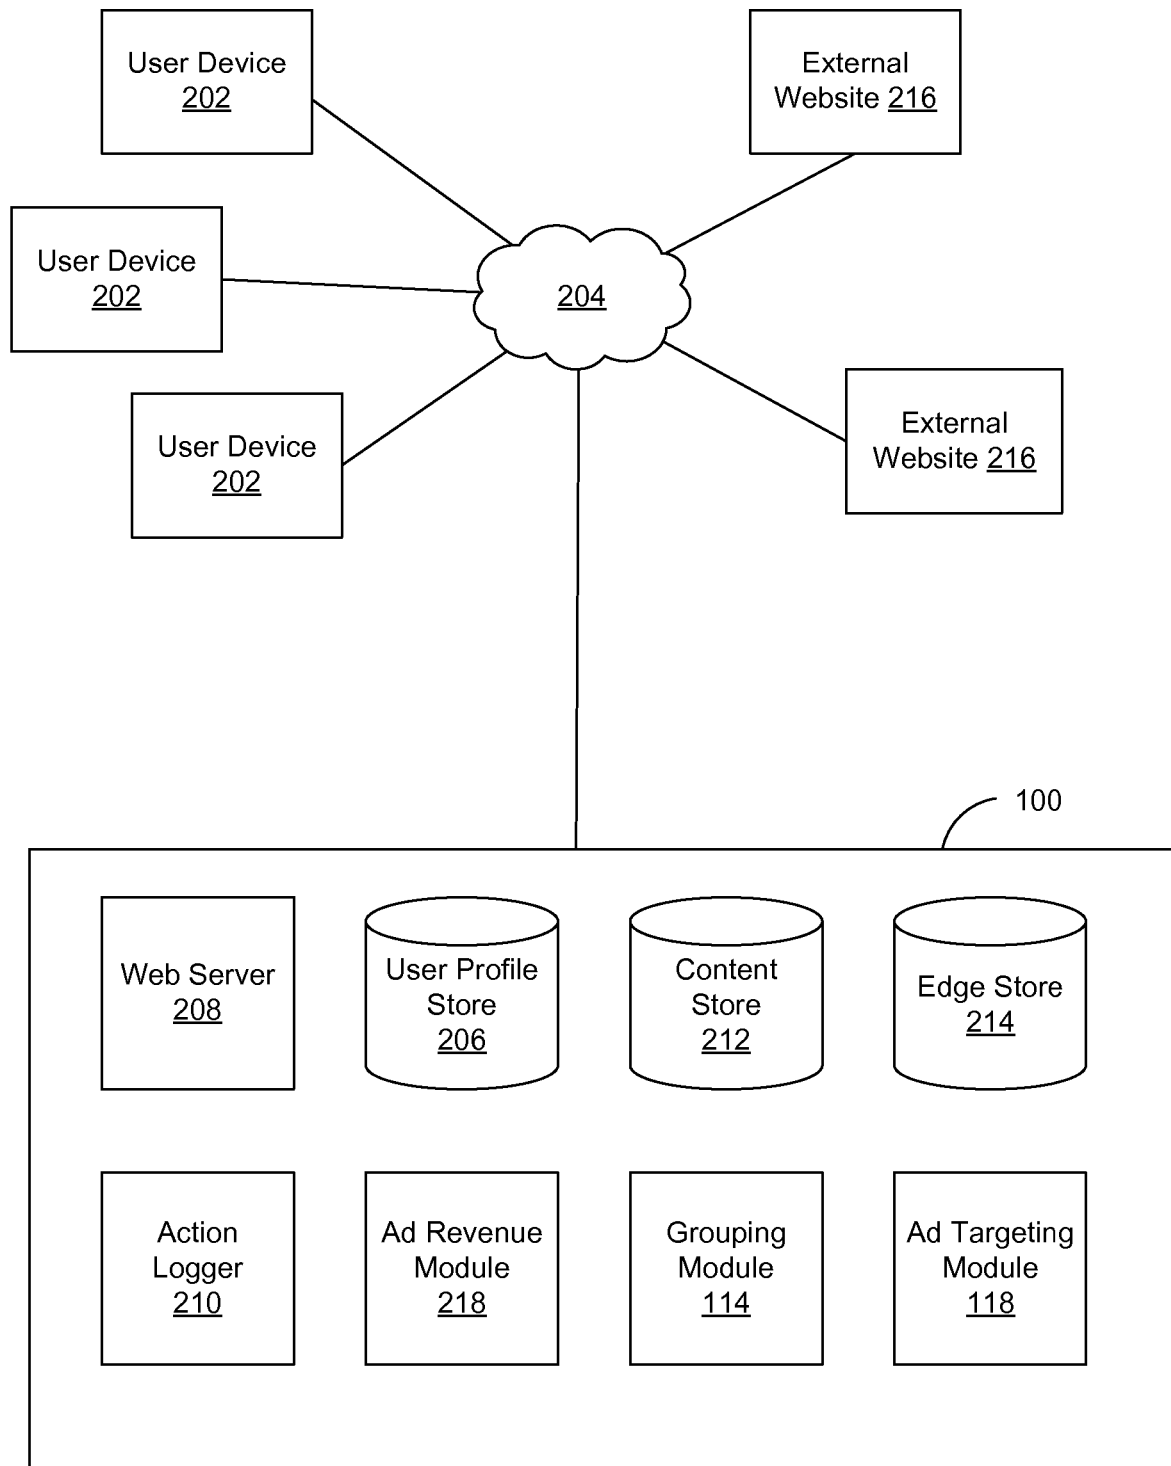 User Device
202
External
Website 216
User Device
202
204
User Device
202
External
Website 216
100
Web Server
208
User Profile
Store
206
Content
Store
212
Edge Store
214
Action
Logger
210
Ad Revenue
Module
218
Grouping
Module
114
Ad Targeting
Module
118